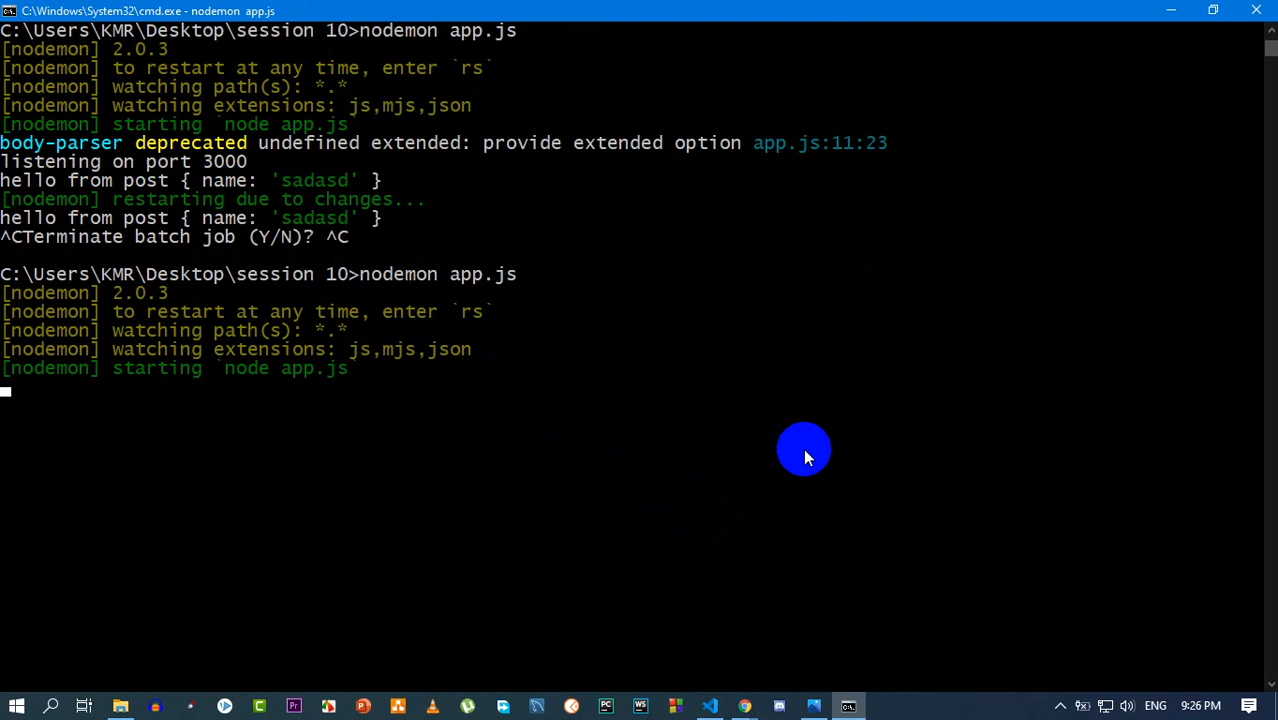 C:\Windows\System32\cmd.exe - nodemon app.js
C:\Users\KMR\Desktop\session 10>nodemon app.js
[nodemon] 2.0.3
[nodemon] to restart at any time, enter `rs`
[nodemon] watching path(s): *.*
[nodemon] watching extensions: js,mjs,json
[nodemon] starting `node app.js`
body-parser deprecated undefined extended: provide extended option app.js:11:23
listening on port 3000
hello from post { name: 'sadasd' }
[nodemon] restarting due to changes...
hello from post { name: 'sadasd' }
^CTerminate batch job (Y/N)? ^C
C:\Users\KMR\Desktop\session 10>nodemon app.js
[nodemon] 2.0.3
[nodemon] to restart at any time, enter `rs`
[nodemon] watching path(s): *.*
[nodemon] watching extensions: js,mjs,json
[nodemon] starting `node app.js`
ENG 9:26 PM